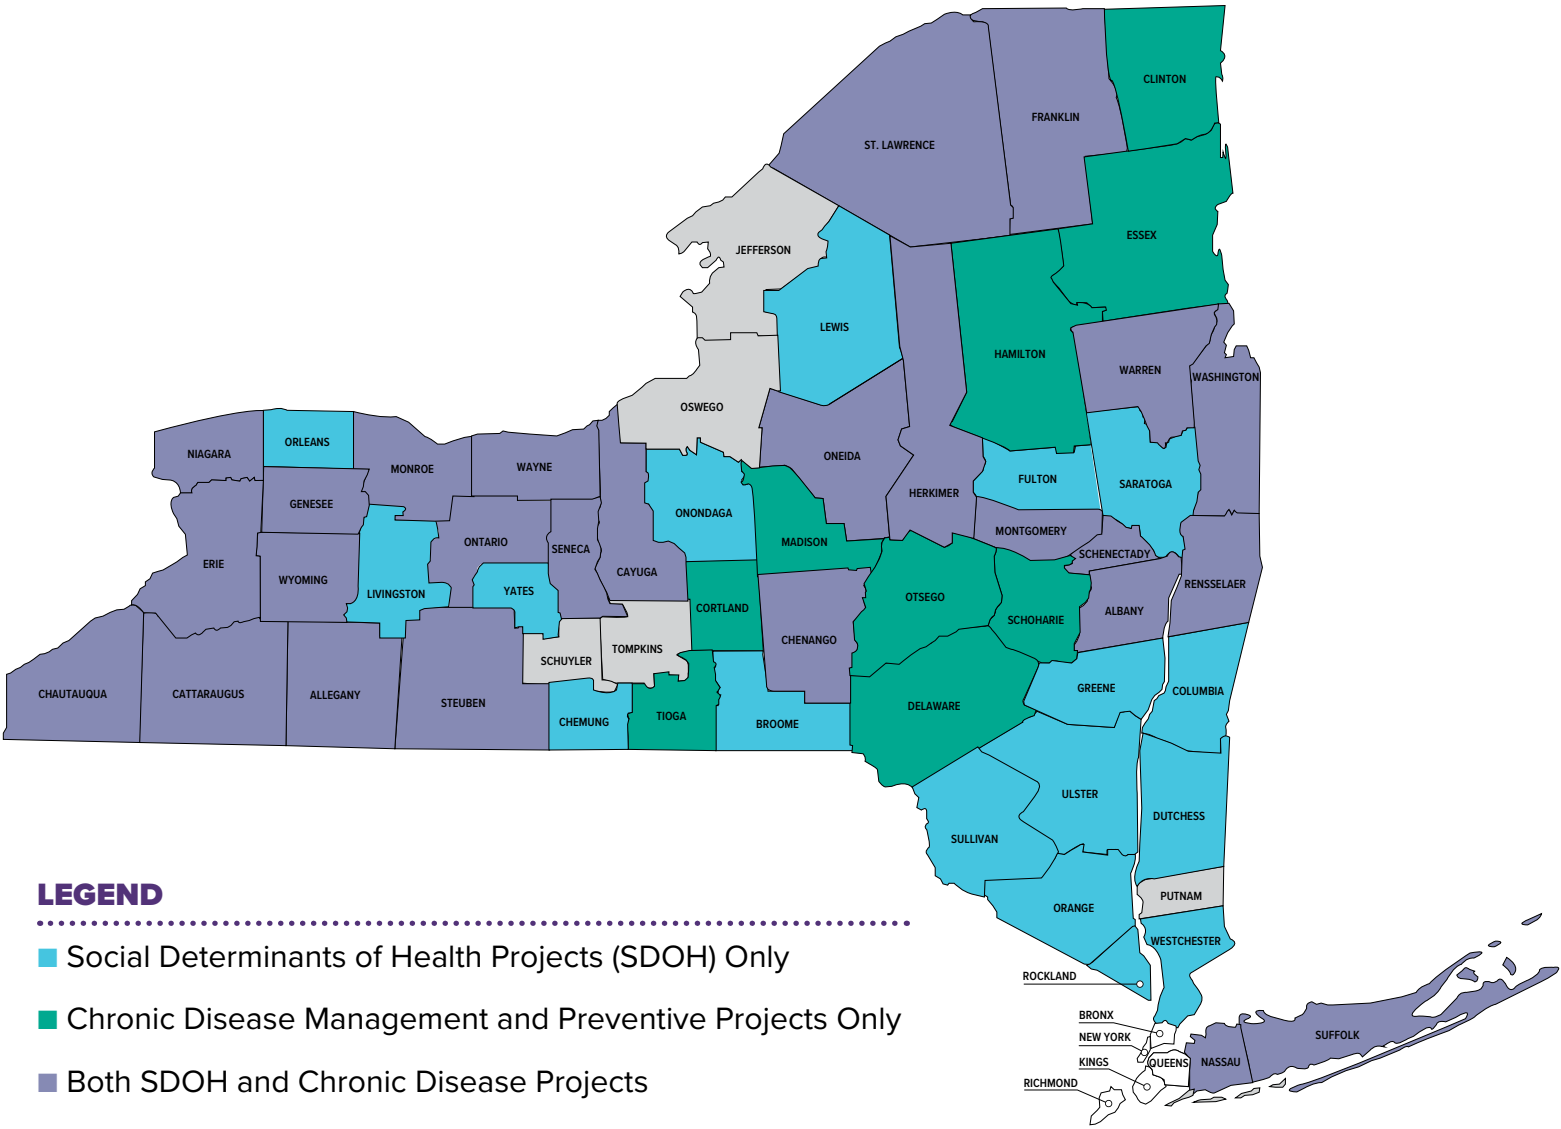 CLINTON
FRANKLIN
ST. LAWRENCE
ESSEX
JEFFERSON
LEWIS
HAMILTON
WARREN
WASHINGTON
OSWEGO
ORLEANS
NIAGARA
MONROE
WAYNE
ONEIDA
HERKIMER
FULTON
SARATOGA
GENESEE
ONONDAGA
MONTGOMERY
MADISON
ONTARIO
SENECA
SCHENECTADY
ERIE
WYOMING
CAYUGA
RENSSELAER
LIVINGSTON
YATES
OTSEGO
CORTLAND
ALBANY
SCHOHARIE
CHENANGO
TOMPKINS
SCHUYLER
GREENE
COLUMBIA
CHAUTAUQUA
CATTARAUGUS
ALLEGANY
STEUBEN
DELAWARE
TIOGA
CHEMUNG
BROOME
ULSTER
DUTCHESS
SULLIVAN
PUTNAM
ORANGE
WESTCHESTER
ROCKLAND
BRONX
NEW YORK
SUFFOLK
KINGS
QUEENS
NASSAU
RICHMOND
LEGEND
Social Determinants of Health Projects (SDOH) Only
Chronic Disease Management and Preventive Projects Only
Both SDOH and Chronic Disease Projects